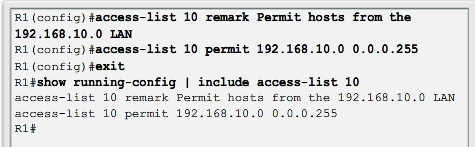 R1(config)#access-list 10 remark Permit hosts from the
192.168.10.0 LAN
R1(config)#access-list 10 permit 192.168.10.0 0.0.0.255
R1(config)#exit
R1#show running-config | include access-list 10
access-list 10 remark Permit hosts from the 192.168.10.0 LAN
access-list 10 permit 192.168.10.0 0.0.0.255
R1#